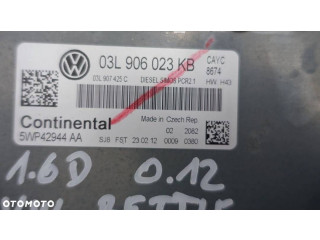 03L 906 023 KB
CAYC
8674
03L 907 425 C
DIESEL SIMOS PCR2.1
HW: H43
Continental
Made in Czech Rep.
02 2082
5WP42944 AA
SJ8 FST 23.02.12 0009 0380
1.6D 0.12
BEETLE
OTOMOTO